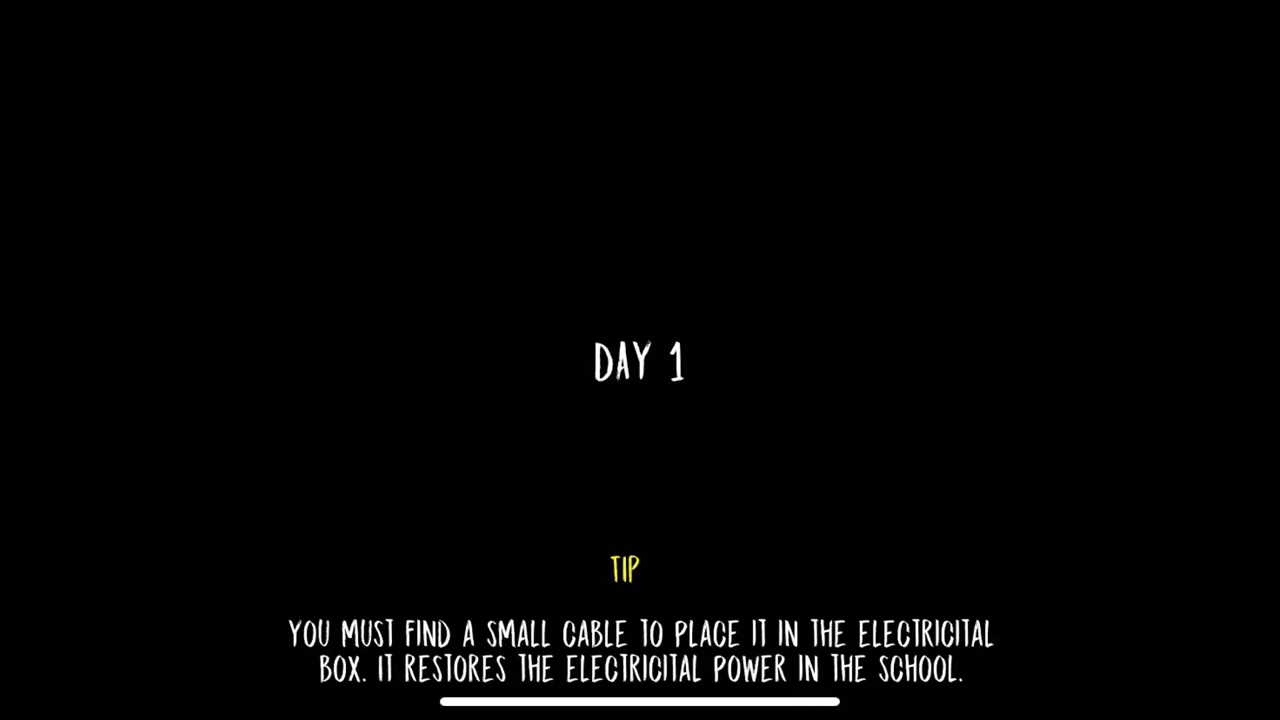 DAY 1
TIP
YOU MUST FIND A SMALL CABLE TO PLACE IT IN THE ELECTRICITAL
BOX. IT RESTORES THE ELECTRICITAL POWER IN THE SCHOOL.